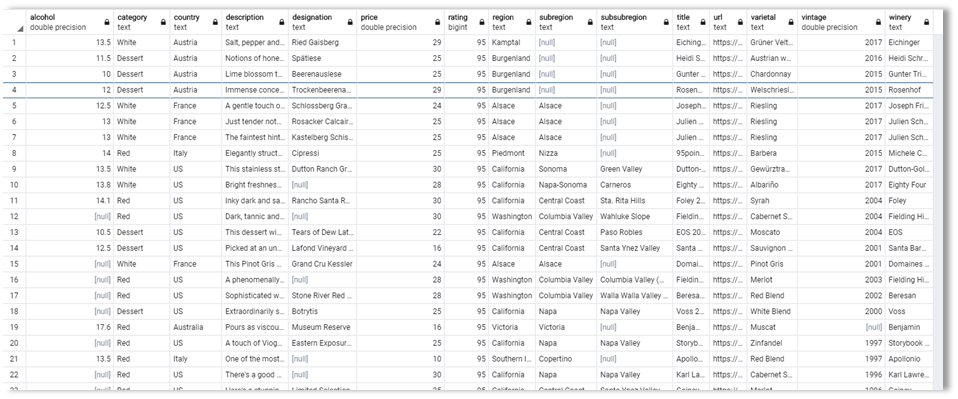 alcohol category country description designation price rating region subregion subsubregion title url varietal vintage winery
double precision text text text text double precision bigint text text text text text text double precision text
1 13.5 White Austria Salt, pepper and... Ried Gaisberg 29 95 Kamptal [null] [null] Eiching... https://... Grüner Velt... 2017 Eichinger
2 11.5 Dessert Austria Notions of hone... Spätlese 25 95 Burgenland [null] [null] Heidi S... https://... Austrian w... 2016 Heidi Schr...
3 10 Dessert Austria Lime blossom t... Beerenauslese 25 95 Burgenland [null] [null] Gunter ... https://... Chardonnay 2015 Gunter Tri...
4 12 Dessert Austria Immense conce... Trockenbeerena... 29 95 Burgenland [null] [null] Rosen... https://... Welschriesl... 2015 Rosenhof
5 12.5 White France A gentle touch o... Schlossberg Gra... 24 95 Alsace Alsace [null] Joseph... https://... Riesling 2017 Joseph Fri...
6 13 White France Just tender not... Rosacker Calcair... 25 95 Alsace Alsace [null] Julien ... https://... Riesling 2017 Julien Sch...
7 13 White France The faintest hint... Kastelberg Schis... 25 95 Alsace Alsace [null] Julien ... https://... Riesling 2017 Julien Sch...
8 14 Red Italy Elegantly struct... Cipressi 25 95 Piedmont Nizza [null] 95poin... https://... Barbera 2015 Michele C...
9 13.5 White US This stainless st... Dutton Ranch Gr... 30 95 California Sonoma Green Valley Dutton-... https://... Gewürztra... 2017 Dutton-Gol...
10 13.8 White US Bright freshnes... [null] 25 95 California Napa-Sonoma Carneros Eighty ... https://... Albariño 2017 Eighty Four
11 14.1 Red US Inky dark and sa... Rancho Santa R... 30 95 California Central Coast Sta. Rita Hills Foley 2... https://... Syrah 2004 Foley
12 [null] Red US Dark, tannic and... [null] 30 95 Washington Columbia Valley Wahluke Slope Fieldin... https://... Cabernet S... 2004 Fielding Hi...
13 10.5 Dessert US This dessert wi... Tears of Dew Lat... 22 95 California Central Coast Paso Robles EOS 20... https://... Moscato 2004 EOS
14 12.5 Dessert US Picked at an un... Lafond Vineyard ... 16 95 California Central Coast Santa Ynez Valley Santa ... https://... Sauvignon ... 2001 Santa Bar...
15 [null] White France This Pinot Gris ... Grand Cru Kessler 24 95 Alsace Alsace [null] Domain... https://... Pinot Gris 2001 Domaines ...
16 [null] Red US A phenomenally... [null] 28 95 Washington Columbia Valley Columbia Valley (... Fieldin... https://... Merlot 2003 Fielding Hi...
17 [null] Red US Sophisticated w... Stone River Red ... 28 95 Washington Columbia Valley Walla Walla Valley ... Beresa... https://... Red Blend 2002 Beresan
18 [null] Dessert US Extraordinarily s... Botrytis 25 95 California Napa Napa Valley Voss 2... https://... White Blend 2000 Voss
19 17.6 Red Australia Pours as viscou... Museum Reserve 16 95 Victoria Victoria [null] Benja... https://... Muscat [null] Benjamin
20 [null] Red US A touch of Viog... Eastern Exposur... 25 95 California Napa Napa Valley Storyb... https://... Zinfandel 1997 Storybook ...
21 13.5 Red Italy One of the most... [null] 10 95 Southern I... Copertino [null] Apollo... https://... Red Blend 1997 Apollonio
22 [null] Red US There's a good ... [null] 30 95 California Napa Napa Valley Karl La... https://... Cabernet S... 1996 Karl Lawre...